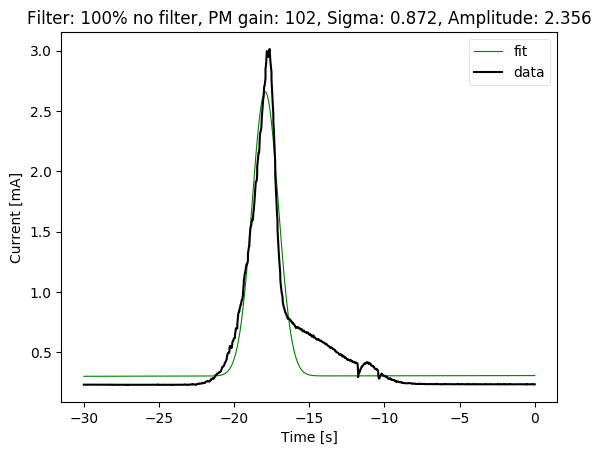 Filter: 100% no filter, PM gain: 102, Sigma: 0.872, Amplitude: 2.356
fit
data
3.0
2.5
2.0
1.5
1.0
0.5
Current [mA]
−30 −25 −20 −15 −10 −5 0
Time [s]